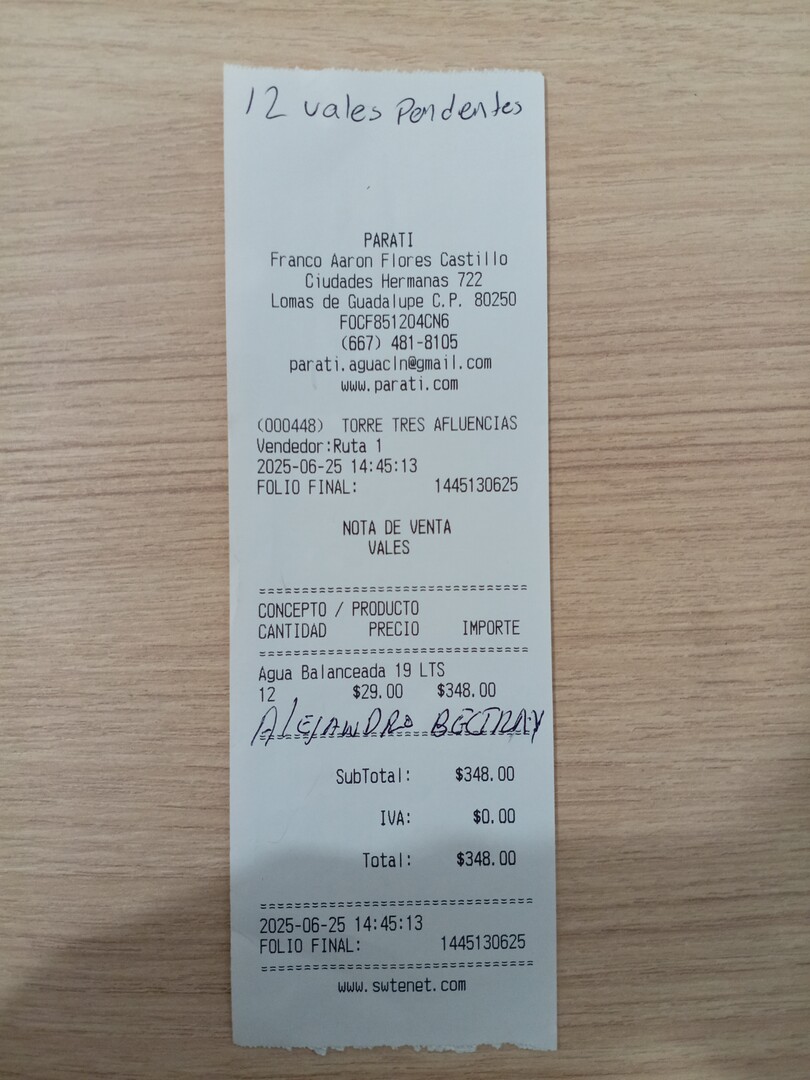 12 vales Pendentes
PARATI
Franco Aaron Flores Castillo
Ciudades Hermanas 722
Lomas de Guadalupe C.P. 80250
FOCF851204CN6
(667) 481-8105
parati.aguacln@gmail.com
www.parati.com
(000448) TORRE TRES AFLUENCIAS
Vendedor:Ruta 1
2025-06-25 14:45:13
FOLIO FINAL: 1445130625
NOTA DE VENTA
VALES
================================
CONCEPTO / PRODUCTO
CANTIDAD PRECIO IMPORTE
================================
Agua Balanceada 19 LTS
12 $29.00 $348.00
ALEJANDRO
================================
SubTotal: $348.00
IVA: $0.00
Total: $348.00
================================
2025-06-25 14:45:13
FOLIO FINAL: 1445130625
================================
www.swtenet.com